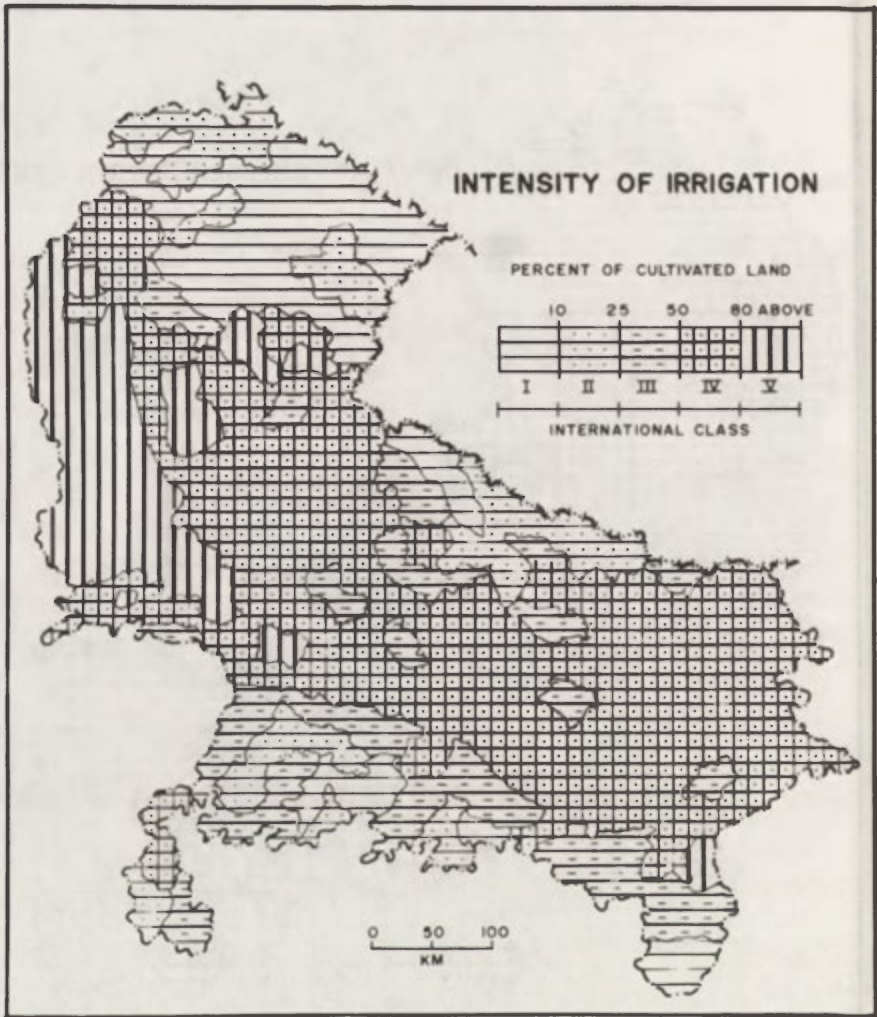 INTENSITY OF IRRIGATION
PERCENT OF CULTIVATED LAND
10 25 50 80 ABOVE
I II III IV V
INTERNATIONAL CLASS
0 50 100
KM